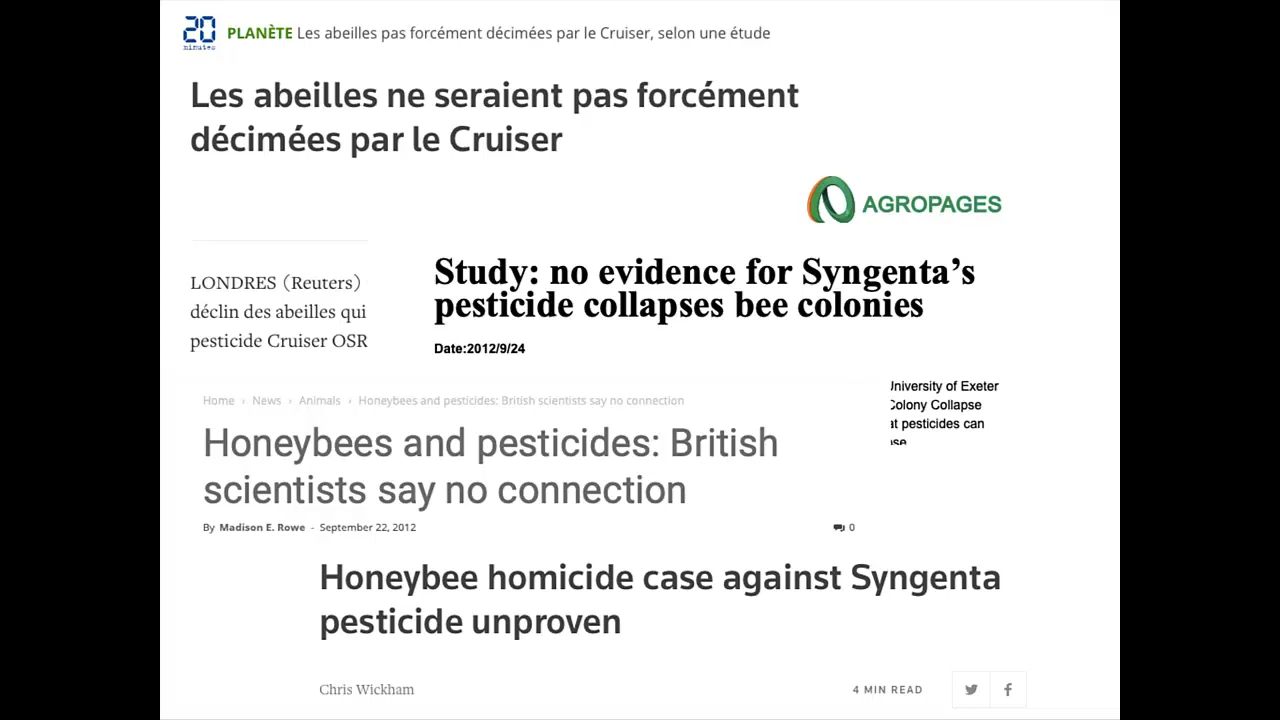 20 minutes PLANÈTE Les abeilles pas forcément décimées par le Cruiser, selon une étude
Les abeilles ne seraient pas forcément
décimées par le Cruiser
AGROPAGES
LONDRES (Reuters)
déclin des abeilles qui
pesticide Cruiser OSR
Study: no evidence for Syngenta’s
pesticide collapses bee colonies
Date:2012/9/24
University of Exeter
Colony Collapse
at pesticides can
Home › News › Animals › Honeybees and pesticides: British scientists say no connection
Honeybees and pesticides: British
scientists say no connection
By Madison E. Rowe - September 22, 2012
0
Honeybee homicide case against Syngenta
pesticide unproven
Chris Wickham
4 MIN READ